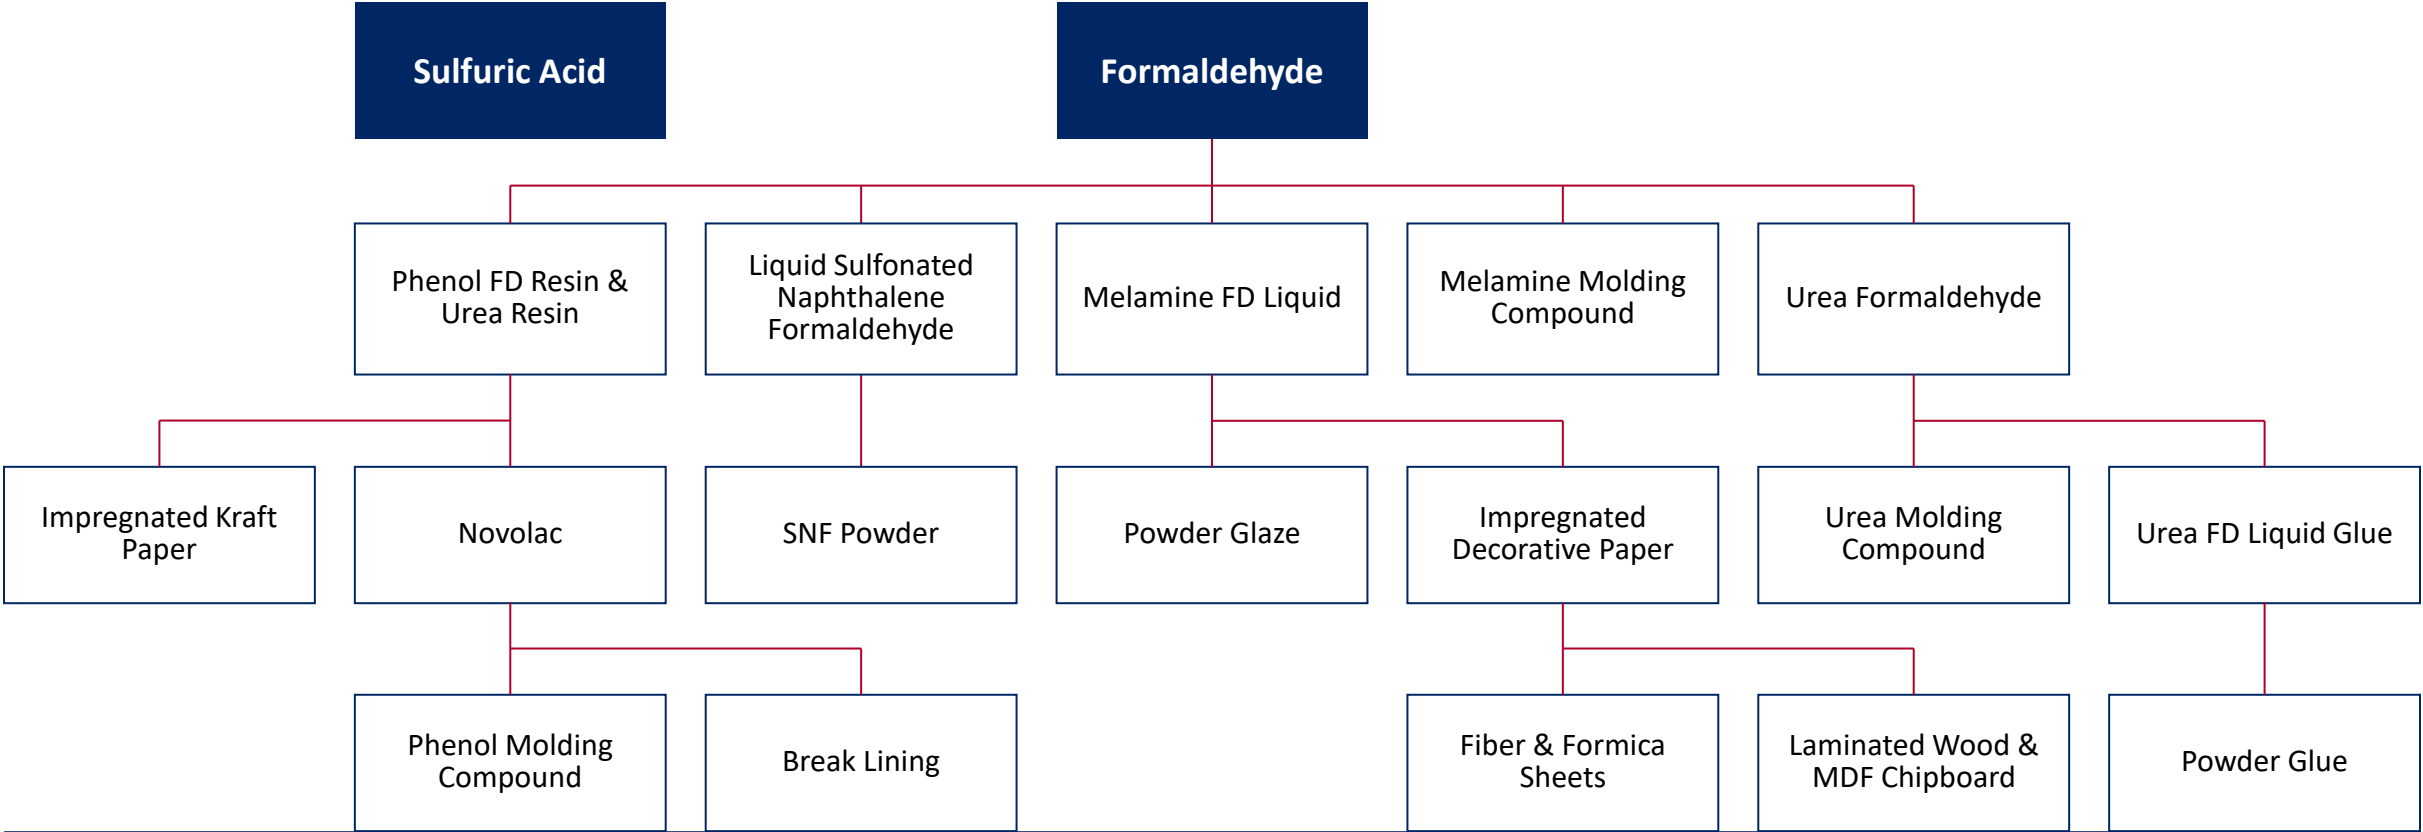 Sulfuric Acid
Formaldehyde
Phenol FD Resin &
Urea Resin
Liquid Sulfonated
Naphthalene
Formaldehyde
Melamine FD Liquid
Melamine Molding
Compound
Urea Formaldehyde
Impregnated Kraft
Paper
Novolac
SNF Powder
Powder Glaze
Impregnated
Decorative Paper
Urea Molding
Compound
Urea FD Liquid Glue
Phenol Molding
Compound
Break Lining
Fiber & Formica
Sheets
Laminated Wood &
MDF Chipboard
Powder Glue